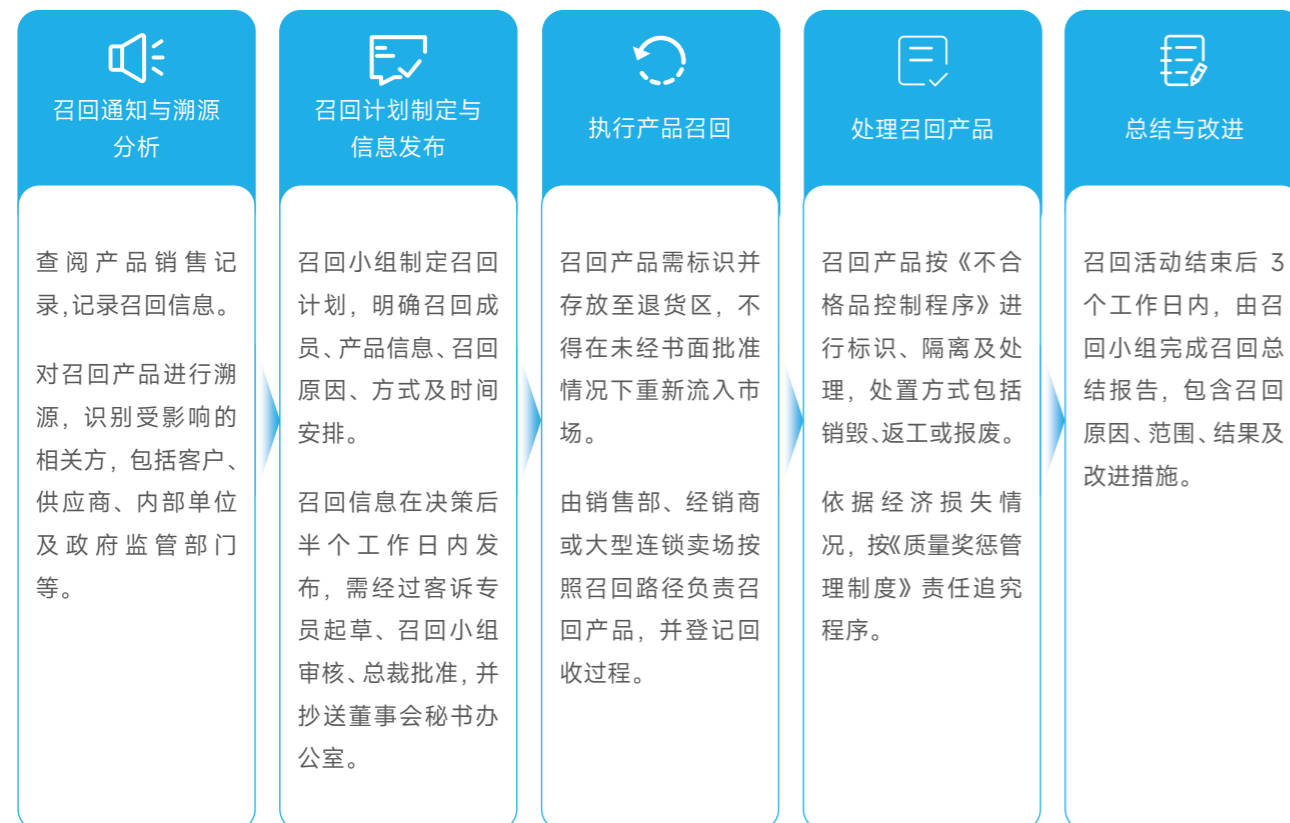 召回通知与溯源
分析
查阅产品销售记
录,记录召回信息。
对召回产品进行溯
源，识别受影响的
相关方，包括客户、
供应商、内部单位
及政府监管部门
等。
召回计划制定与
信息发布
召回小组制定召回
计划，明确召回成
员、产品信息、召回
原因、方式及时间
安排。
召回信息在决策后
半个工作日内发
布，需经过客诉专
员起草、召回小组
审核、总裁批准，并
抄送董事会秘书办
公室。
执行产品召回
召回产品需标识并
存放至退货区，不
得在未经书面批准
情况下重新流入市
场。
由销售部、经销商
或大型连锁卖场按
照召回路径负责召
回产品，并登记回
收过程。
处理召回产品
召回产品按《不合
格品控制程序》进
行标识、隔离及处
理，处置方式包括
销毁、返工或报废。
依据经济损失情
况，按《质量奖惩管
理制度》责任追究
程序。
总结与改进
召回活动结束后 3
个工作日内，由召
回小组完成召回总
结报告，包含召回
原因、范围、结果及
改进措施。